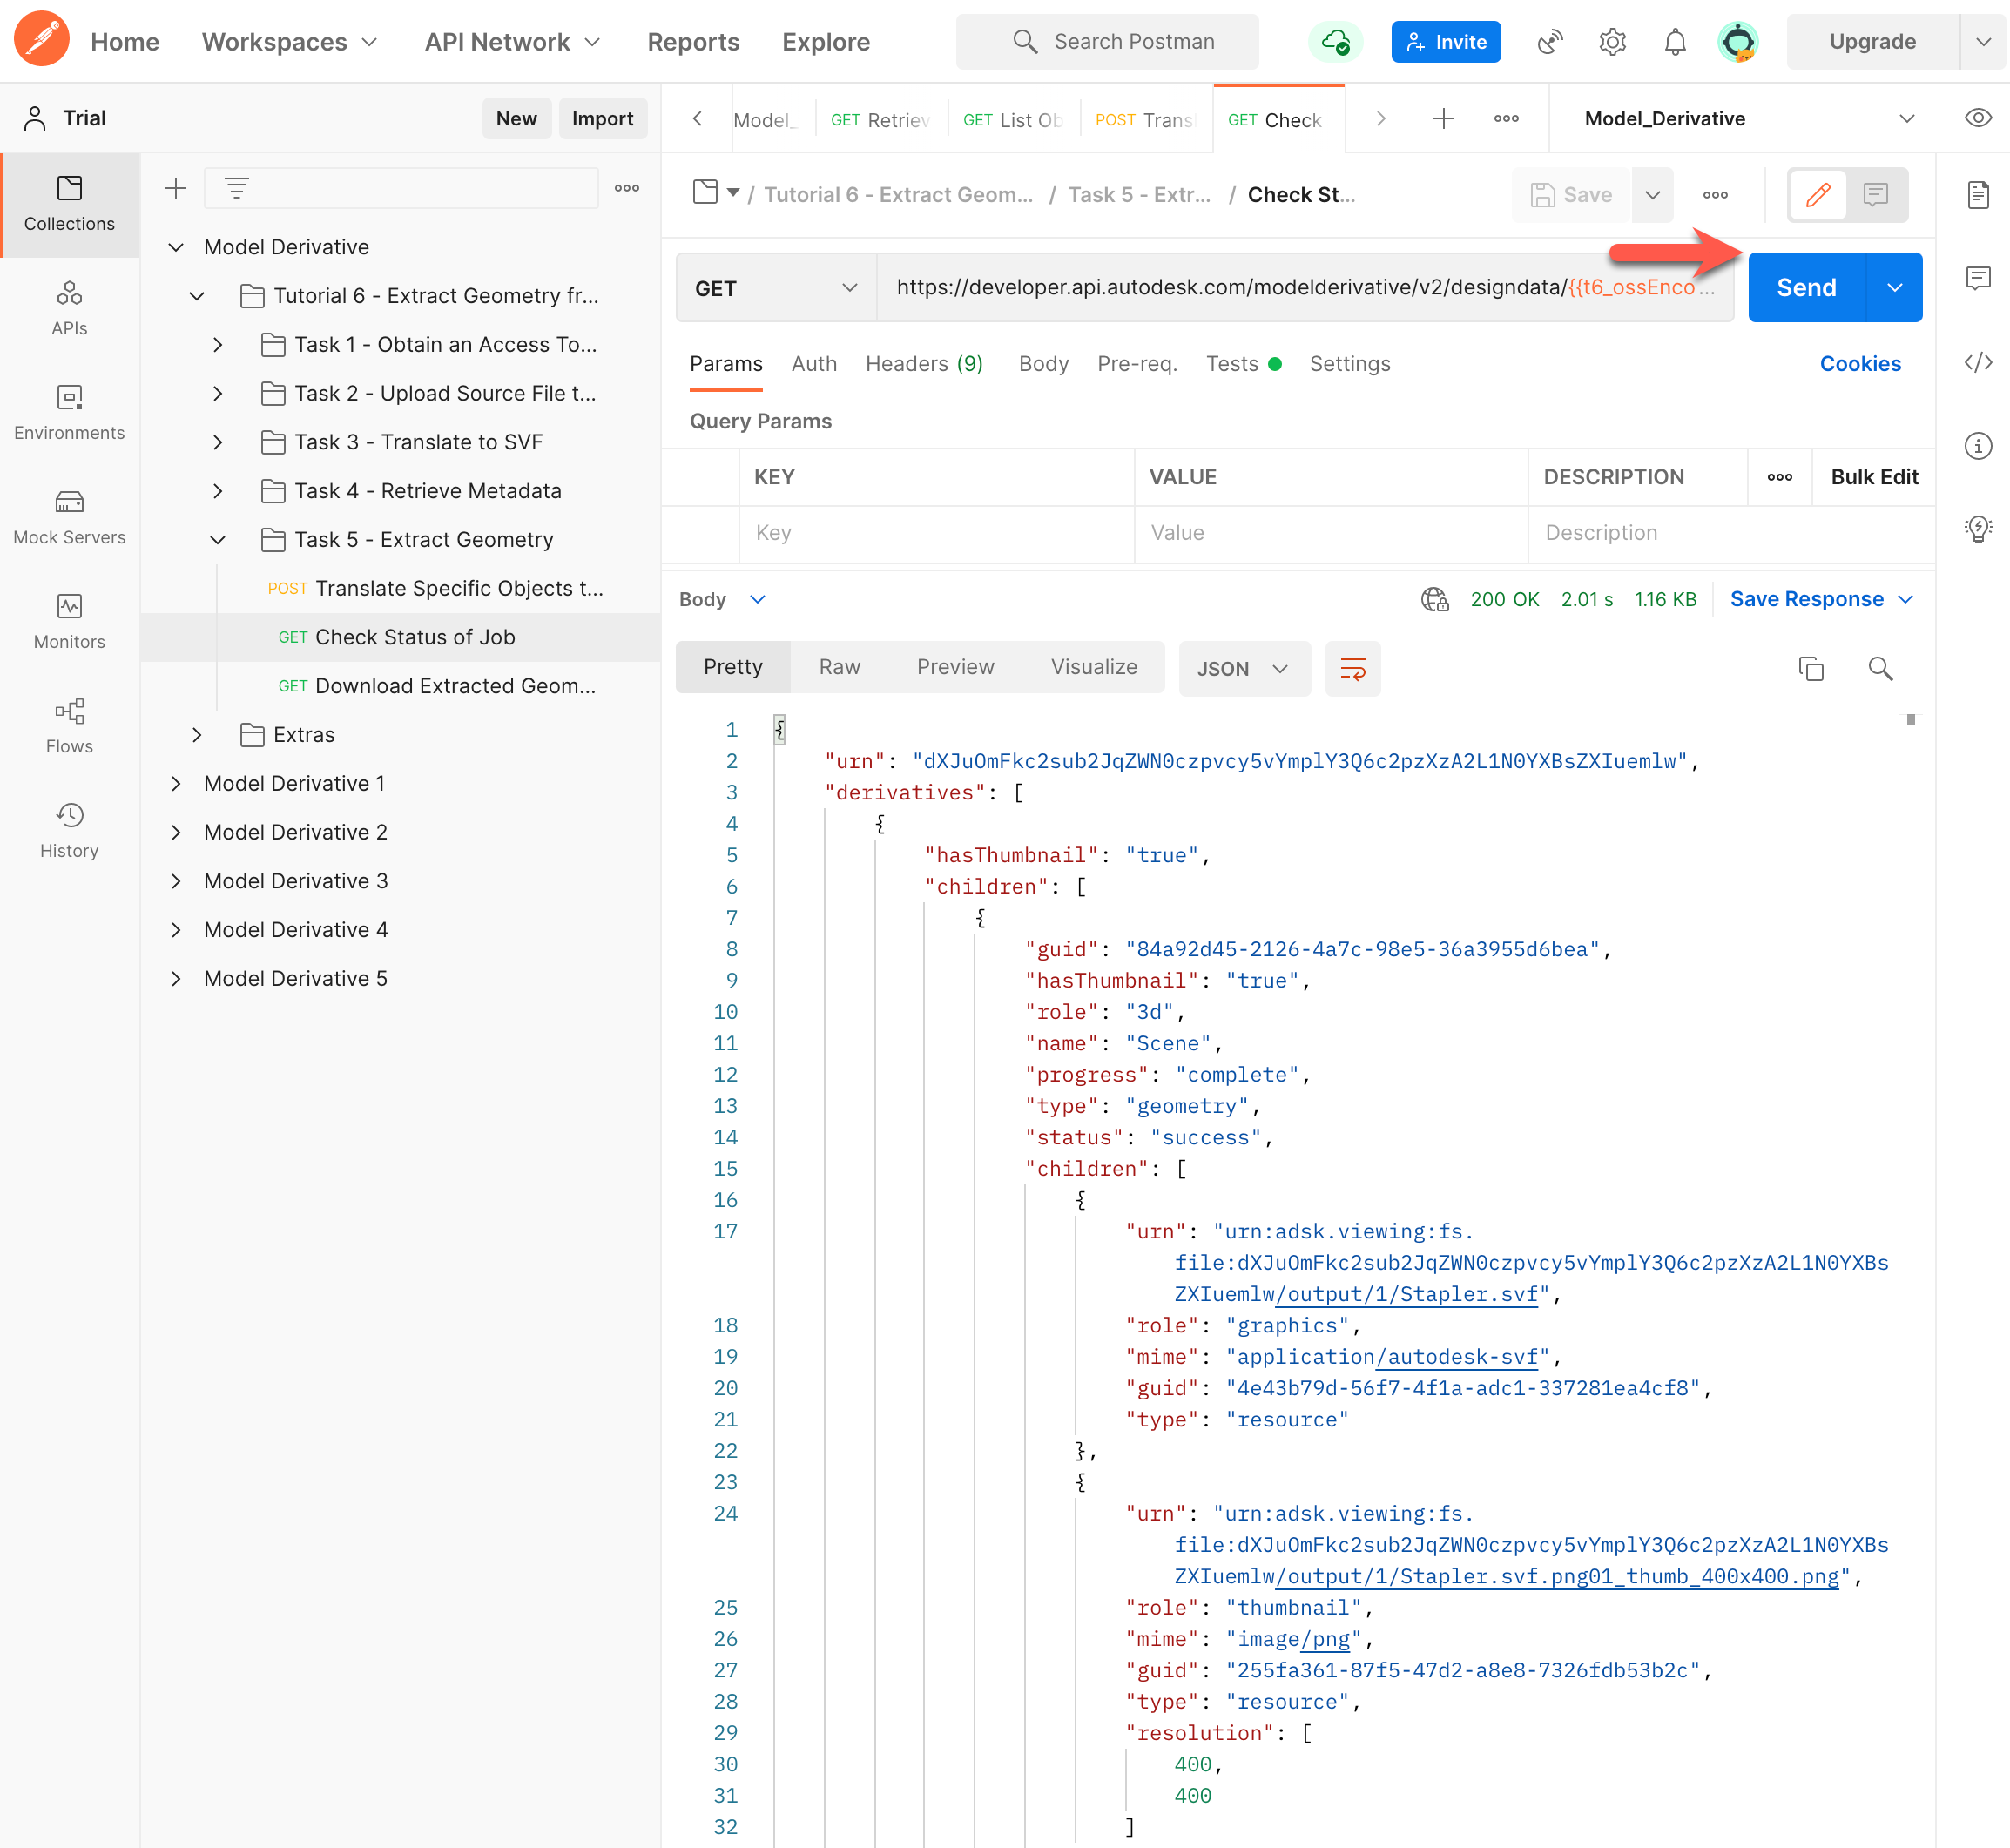 Home Workspaces API Network Reports Explore Search Postman Invite Upgrade
Trial New Import
Model_ GET Retriev GET List Ob POST Trans GET Check Model_Derivative
Collections
APIs
Environments
Mock Servers
Monitors
Flows
History
Model Derivative
Tutorial 6 - Extract Geometry fr...
Task 1 - Obtain an Access To...
Task 2 - Upload Source File t...
Task 3 - Translate to SVF
Task 4 - Retrieve Metadata
Task 5 - Extract Geometry
POST Translate Specific Objects t...
GET Check Status of Job
GET Download Extracted Geom...
Extras
Model Derivative 1
Model Derivative 2
Model Derivative 3
Model Derivative 4
Model Derivative 5
/ Tutorial 6 - Extract Geom... / Task 5 - Extr... / Check St... Save
GET https://developer.api.autodesk.com/modelderivative/v2/designdata/{{t6_ossEnco... Send
Params Auth Headers (9) Body Pre-req. Tests Settings Cookies
Query Params
KEY VALUE DESCRIPTION Bulk Edit
Key Value Description
Body 200 OK 2.01 s 1.16 KB Save Response
Pretty Raw Preview Visualize JSON
1 {
2 "urn": "dXJuOmFkc2sub2JqZWN0czpvcy5vYmplY3Q6c2pzXzA2L1N0YXBsZXIuemlw",
3 "derivatives": [
4 {
5 "hasThumbnail": "true",
6 "children": [
7 {
8 "guid": "84a92d45-2126-4a7c-98e5-36a3955d6bea",
9 "hasThumbnail": "true",
10 "role": "3d",
11 "name": "Scene",
12 "progress": "complete",
13 "type": "geometry",
14 "status": "success",
15 "children": [
16 {
17 "urn": "urn:adsk.viewing:fs.
file:dXJuOmFkc2sub2JqZWN0czpvcy5vYmplY3Q6c2pzXzA2L1N0YXBs
ZXIuemlw/output/1/Stapler.svf",
18 "role": "graphics",
19 "mime": "application/autodesk-svf",
20 "guid": "4e43b79d-56f7-4f1a-adc1-337281ea4cf8",
21 "type": "resource"
22 },
23 {
24 "urn": "urn:adsk.viewing:fs.
file:dXJuOmFkc2sub2JqZWN0czpvcy5vYmplY3Q6c2pzXzA2L1N0YXBs
ZXIuemlw/output/1/Stapler.svf.png01_thumb_400x400.png",
25 "role": "thumbnail",
26 "mime": "image/png",
27 "guid": "255fa361-87f5-47d2-a8e8-7326fdb53b2c",
28 "type": "resource",
29 "resolution": [
30 400,
31 400
32 ]